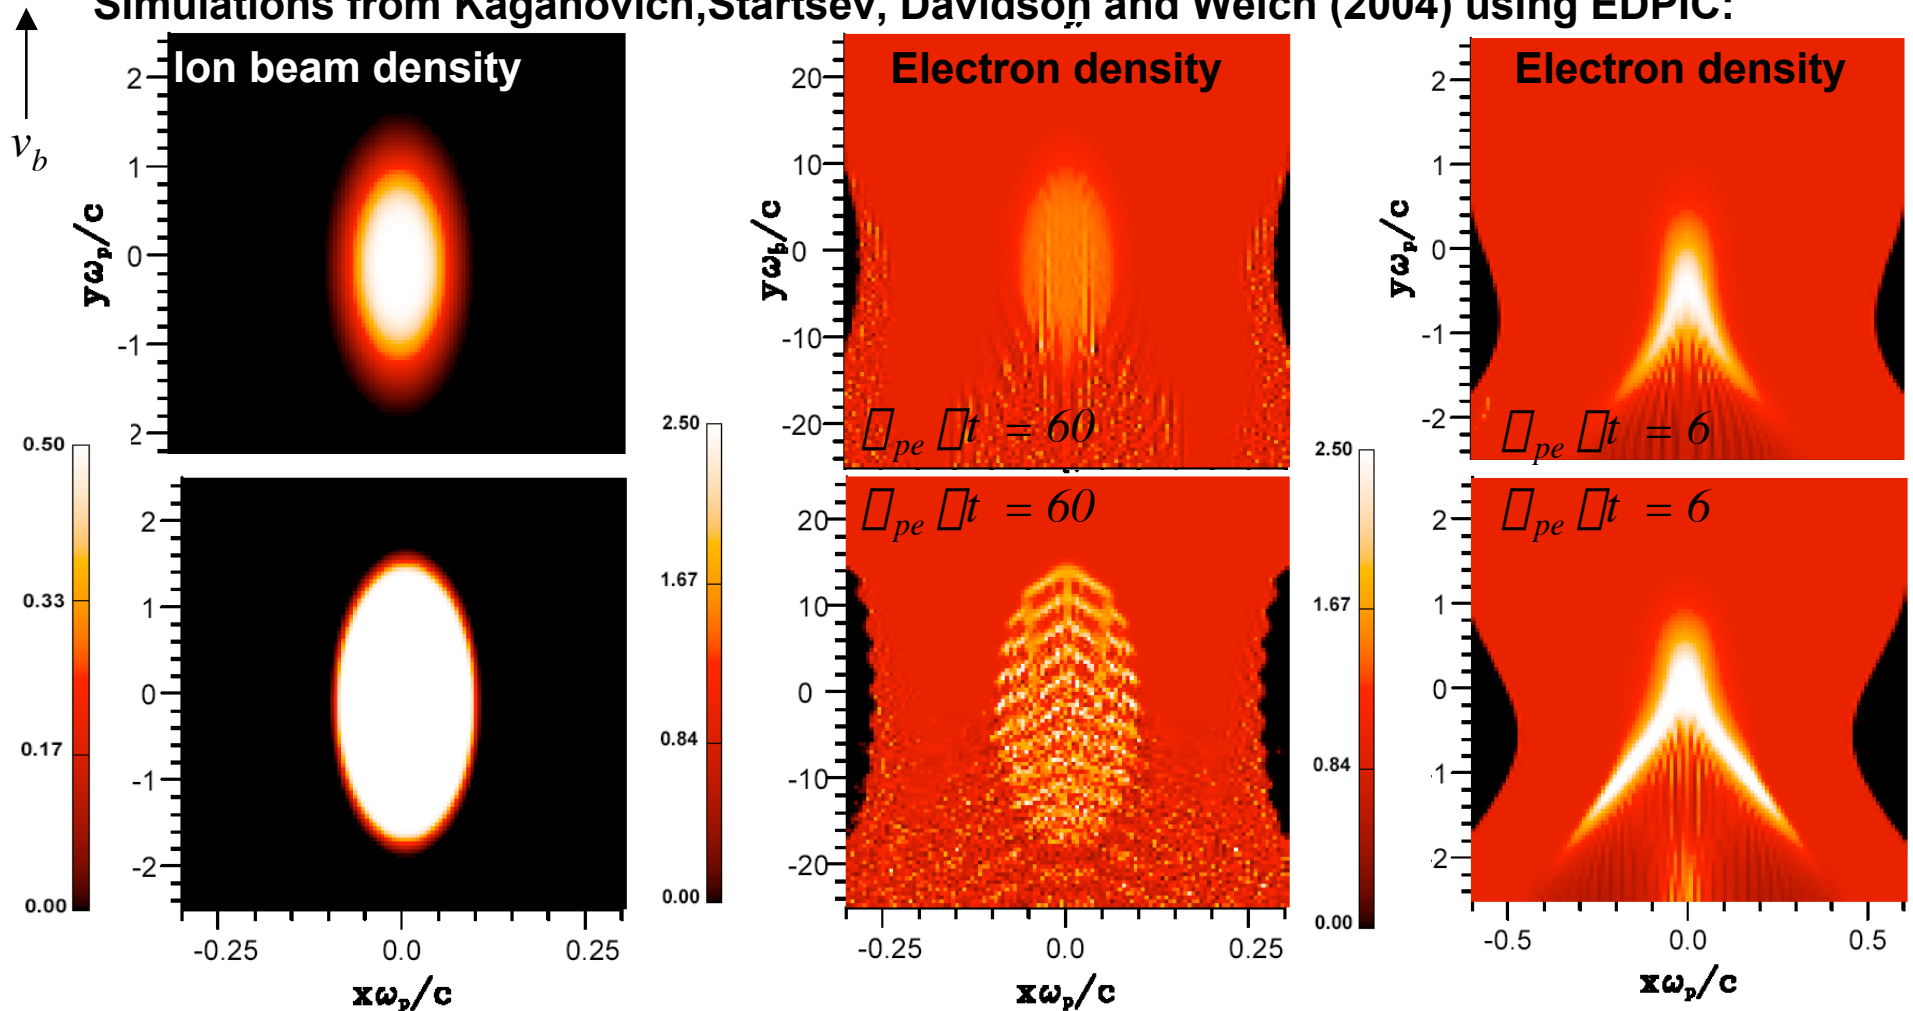 Simulations from Kaganovich,Startsev, Davidson and Welch (2004) using EDPIC:
v_b
Ion beam density
Electron density
Electron density
2
1
0
-1
2
yω_p/c
20
10
0
-10
-20
yω_p/c
□_pe □t = 60
2
1
0
-1
-2
yω_p/c
□_pe □t = 6
0.50
0.33
0.17
0.00
2
1
0
-1
-2
-0.25 0.0 0.25
xω_p/c
2.50
1.67
0.84
0.00
□_pe □t = 60
20
10
0
-10
-20
-0.25 0.0 0.25
xω_p/c
2.50
1.67
0.84
0.00
□_pe □t = 6
2
1
0
1
2
-0.5 0.0 0.5
xω_p/c